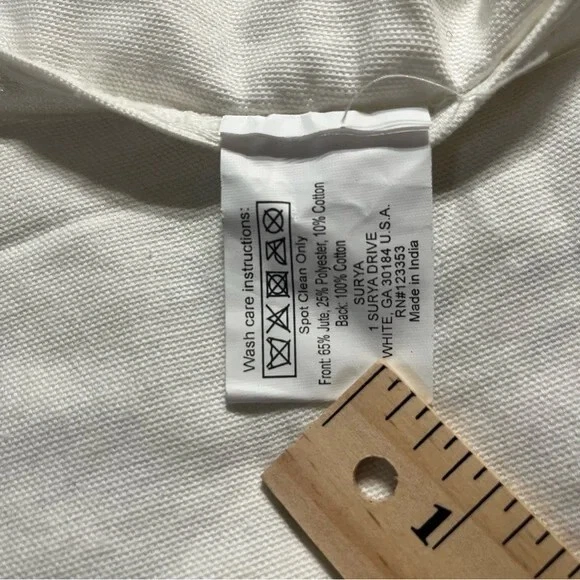 Wash care instructions:
Spot Clean Only
Front: 65% Jute, 25% Polyester, 10% Cotton
Back: 100% Cotton
SURYA
1 SURYA DRIVE
WHITE, GA 30184 U.S.A.
RN#123353
Made in India
1